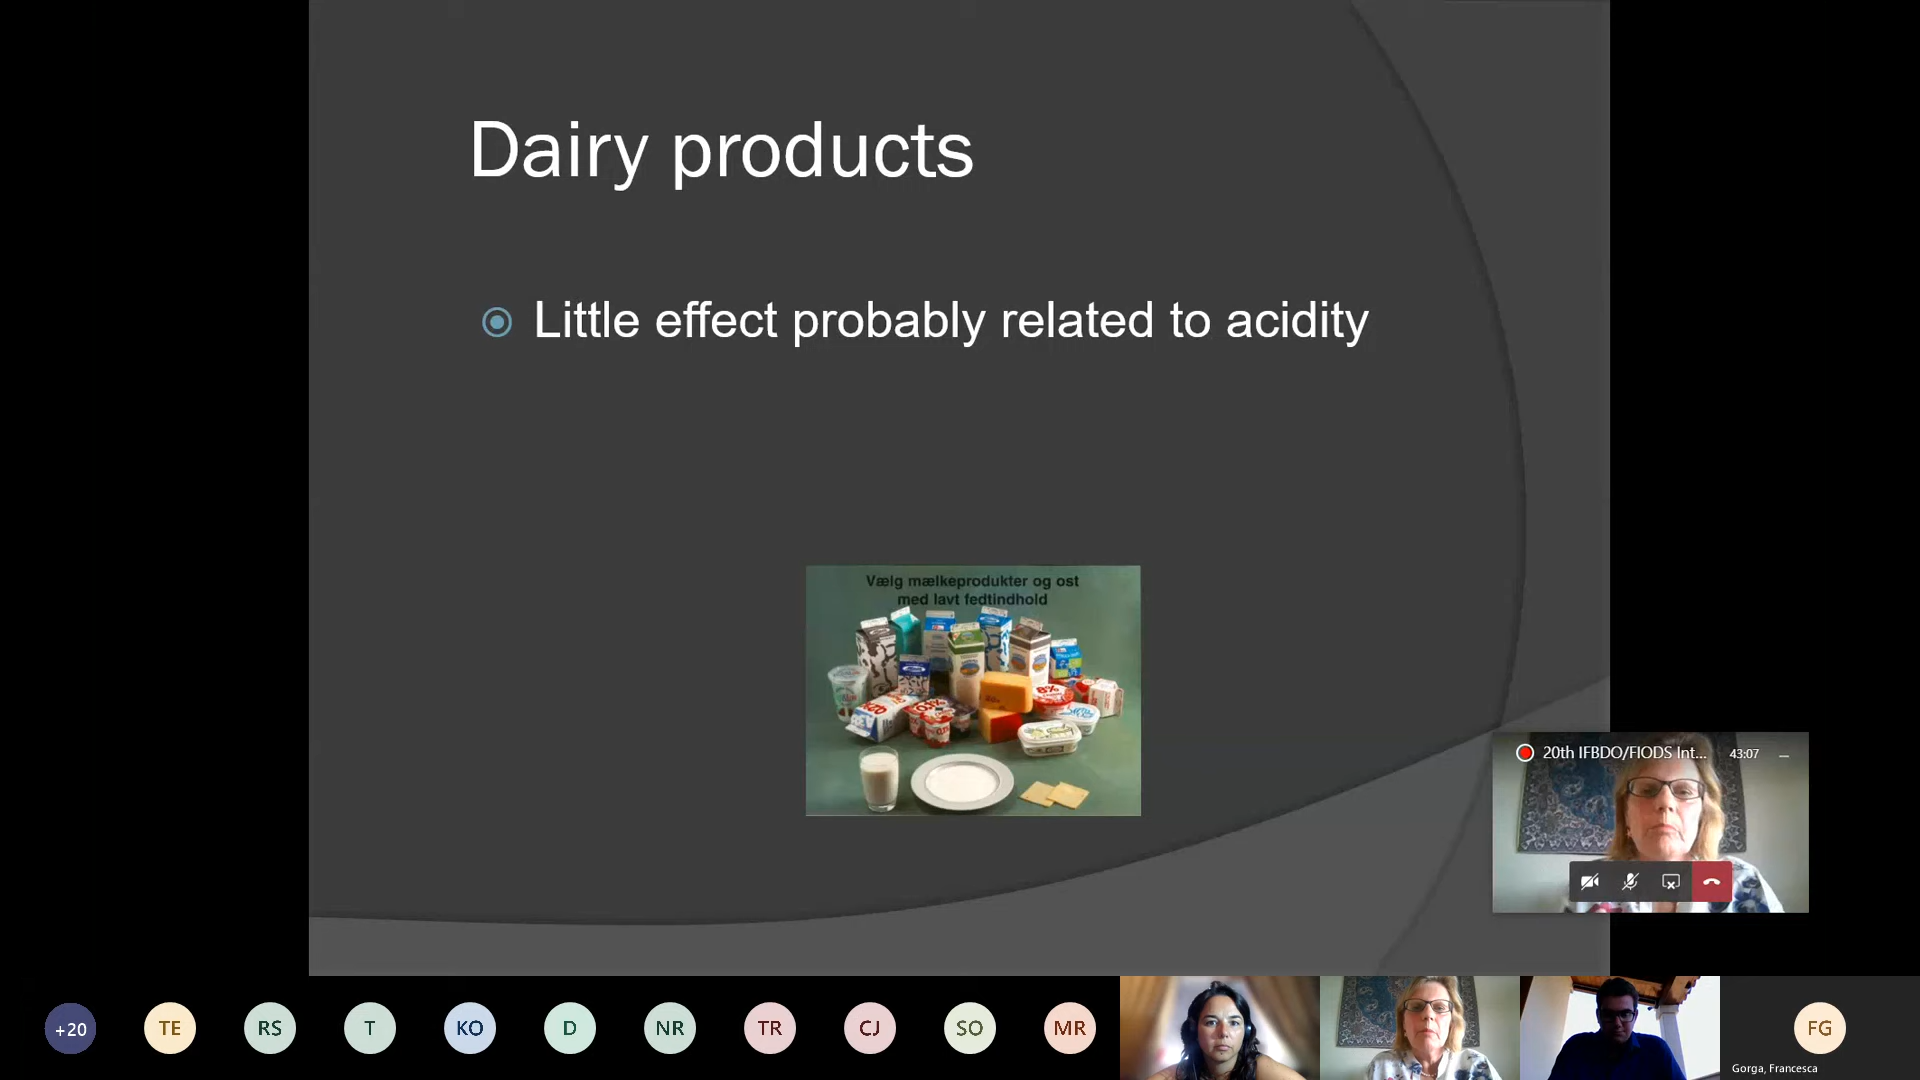 Dairy products
Little effect probably related to acidity
Vælg mælkeprodukter og ost
med lavt fedtindhold
8%
20th IFBDO/FIODS Int...
43:07
+20
TE
RS
T
KO
D
NR
TR
CJ
SO
MR
FG
Gorga, Francesca